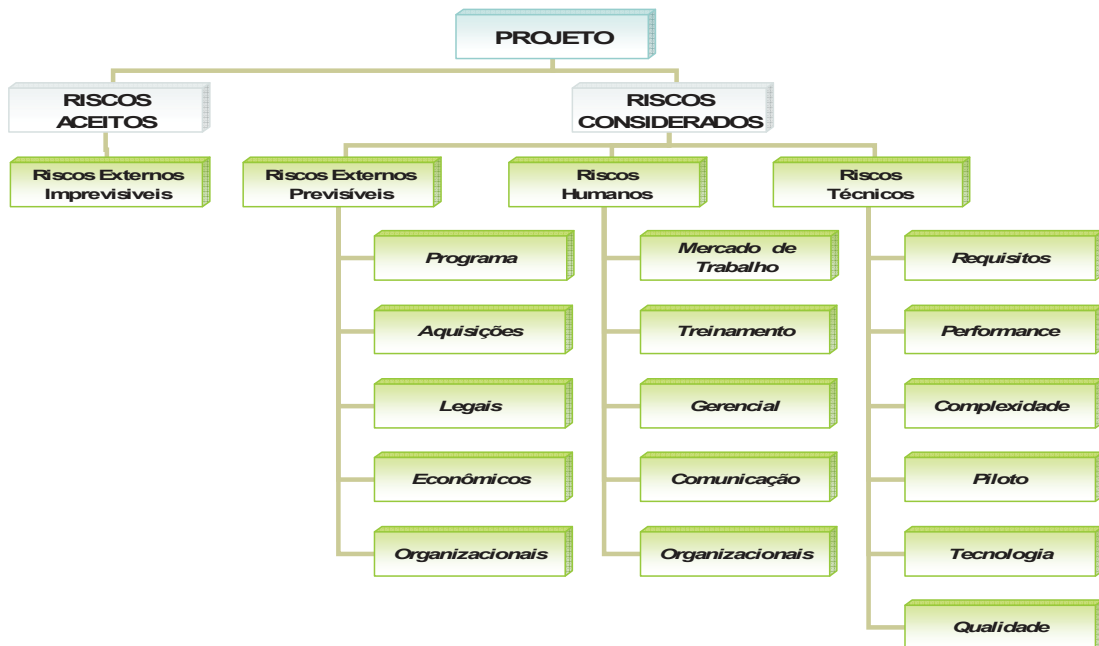 PROJETO
RISCOS
ACEITOS
RISCOS
CONSIDERADOS
Riscos Externos
Imprevisiveis
Riscos Externos
Previsíveis
Riscos
Humanos
Riscos
Técnicos
Programa
Aquisições
Legais
Econômicos
Organizacionais
Mercado de
Trabalho
Treinamento
Gerencial
Comunicação
Organizacionais
Requisitos
Performance
Complexidade
Piloto
Tecnologia
Qualidade